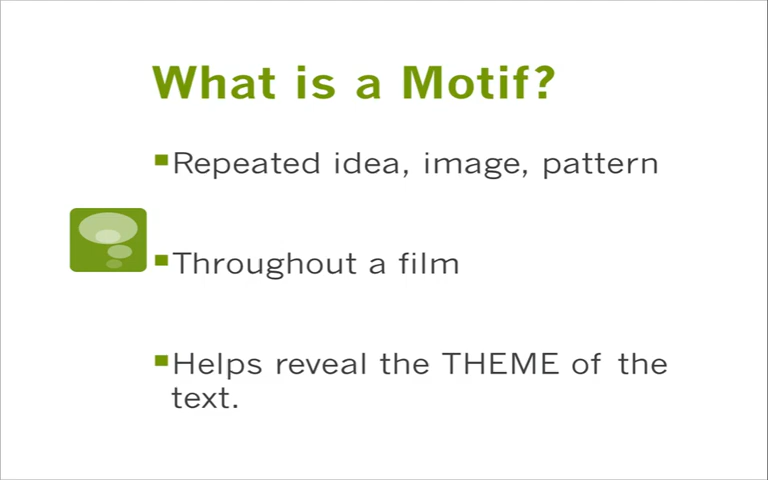 What is a Motif?
Repeated idea, image, pattern
Throughout a film
Helps reveal the THEME of the
text.